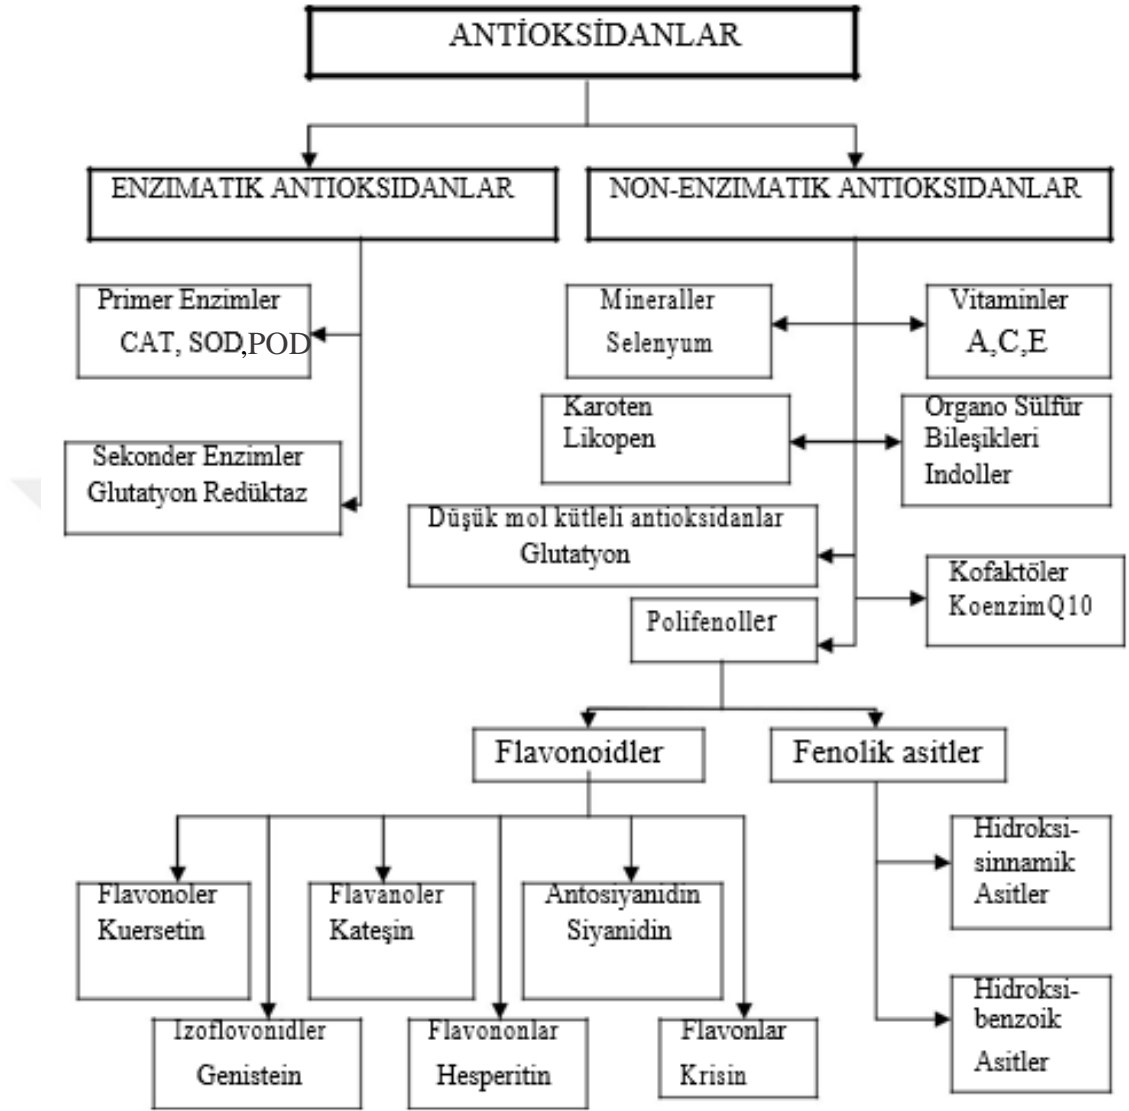 ANTİOKSİDANLAR
ENZIMATIK ANTIOKSIDANLAR
NON-ENZIMATIK ANTIOKSIDANLAR
Primer Enzimler
CAT, SOD,POD
Mineraller
Selenyum
Vitaminler
A,C,E
Karoten
Likopen
Organo Sülfür
Bileşikleri
Indoller
Sekonder Enzimler
Glutatyon Redüktaz
Düşük mol kütleli antioksidanlar
Glutatyon
Kofaktöler
KoenzimQ10
Polifenoller
Flavonoidler
Fenolik asitler
Hidroksi-
sinnamik
Asitler
Flavonoler
Kuersetin
Flavanoler
Kateşin
Antosiyanidin
Siyanidin
Hidroksi-
benzoik
Asitler
Izoflovonidler
Genistein
Flavononlar
Hesperitin
Flavonlar
Krisin